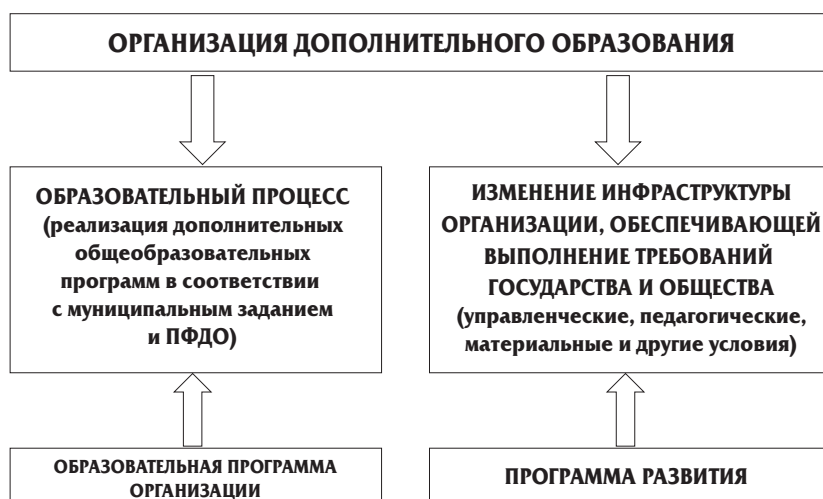 ОРГАНИЗАЦИЯ ДОПОЛНИТЕЛЬНОГО ОБРАЗОВАНИЯ
ОБРАЗОВАТЕЛЬНЫЙ ПРОЦЕСС
(реализация дополнительных
общеобразовательных
программ в соответствии
с муниципальным заданием
и ПФДО)
ИЗМЕНЕНИЕ ИНФРАСТРУКТУРЫ
ОРГАНИЗАЦИИ, ОБЕСПЕЧИВАЮЩЕЙ
ВЫПОЛНЕНИЕ ТРЕБОВАНИЙ
ГОСУДАРСТВА И ОБЩЕСТВА
(управленческие, педагогические,
материальные и другие условия)
ОБРАЗОВАТЕЛЬНАЯ ПРОГРАММА
ОРГАНИЗАЦИИ
ПРОГРАММА РАЗВИТИЯ